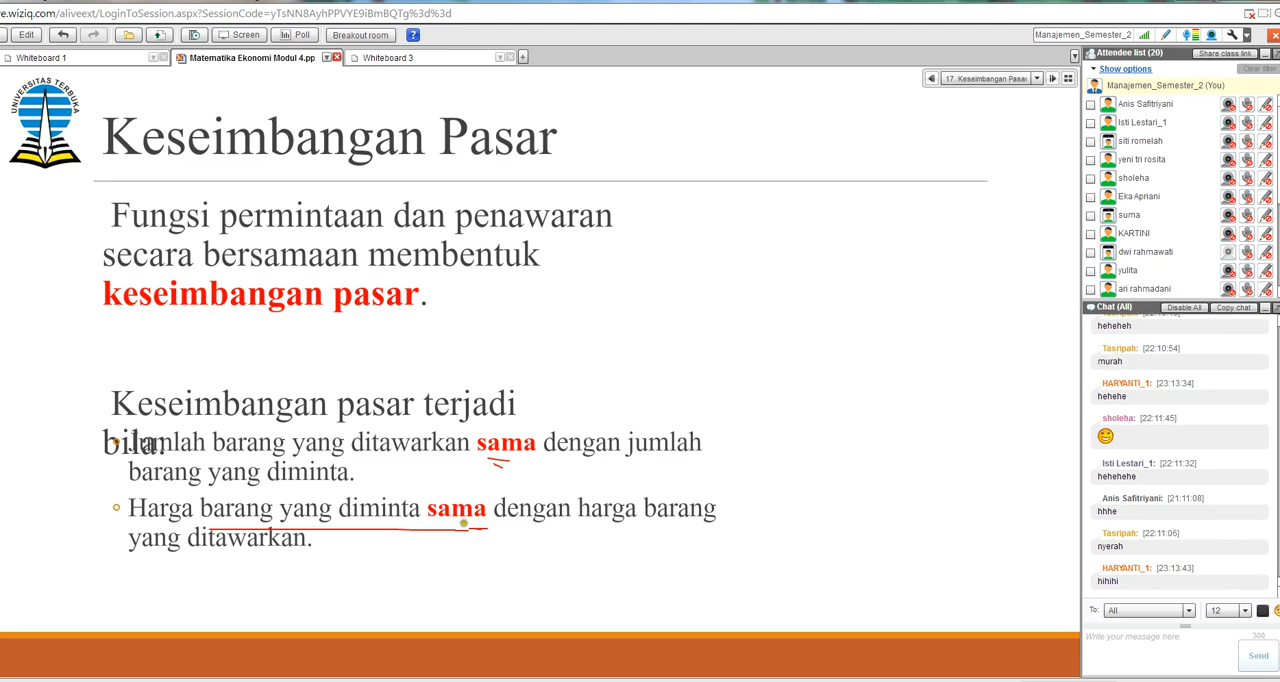 re.wiziq.com/aliveext/LoginToSession.aspx?SessionCode=yTsNN8AyhPPVYE9iBmBQTg%3d%3d
Edit Screen Poll Breakout room ? Manajemen_Semester_2
Whiteboard 1 Matematika Ekonomi Modul 4.pp Whiteboard 3
17. Keseimbangan Pasar
UNIVERSITAS TERBUKA
Keseimbangan Pasar
Fungsi permintaan dan penawaran
secara bersamaan membentuk
keseimbangan pasar.
Keseimbangan pasar terjadi
bila:
Jumlah barang yang ditawarkan sama dengan jumlah
barang yang diminta.
Harga barang yang diminta sama dengan harga barang
yang ditawarkan.
Attendee list (20) Share class link
Show options Clear filter
Manajemen_Semester_2 (You)
Anis Safitriyani
Isti Lestari_1
siti romelah
yeni tri rosita
sholeha
Eka Apriani
suma
KARTINI
dwi rahmawati
yulita
ari rahmadani
Chat (All) Disable All Copy chat
heheheh
Tasripah: [22:10:54]
murah
HARYANTI_1: [23:13:34]
hehehe
sholeha: [22:11:45]
Isti Lestari_1: [22:11:32]
hehehehe
Anis Safitriyani: [21:11:08]
hhhe
Tasripah: [22:11:06]
nyerah
HARYANTI_1: [23:13:43]
hihihi
To: All 12
Write your message here. 300
Send